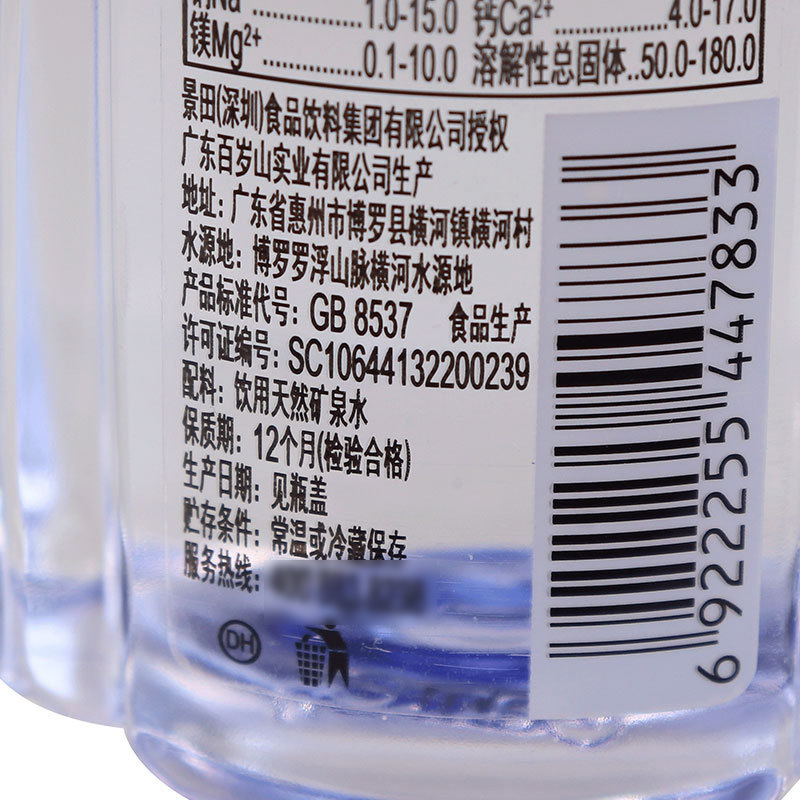 钠Na⁺..............1.0-15.0 钙Ca²⁺..............4.0-17.0
镁Mg²⁺............0.1-10.0 溶解性总固体..50.0-180.0
景田(深圳)食品饮料集团有限公司授权
广东百岁山实业有限公司生产
地址: 广东省惠州市博罗县横河镇横河村
水源地: 博罗罗浮山脉横河水源地
产品标准代号: GB 8537 食品生产
许可证编号: SC10644132200239
配料: 饮用天然矿泉水
保质期: 12个月(检验合格)
生产日期: 见瓶盖
贮存条件: 常温或冷藏保存
服务热线:
DH
6922255447833